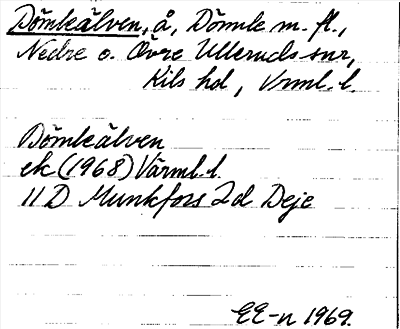 Dömleälven, å, Dömle m. fl.,
Nedre o. Övre Ulleruds snr,
Kils hd, Vrml. l.
Dömleälven
ek (1968) Värml. l.
11 D Munkfors 2d Deje
EE-n 1969.